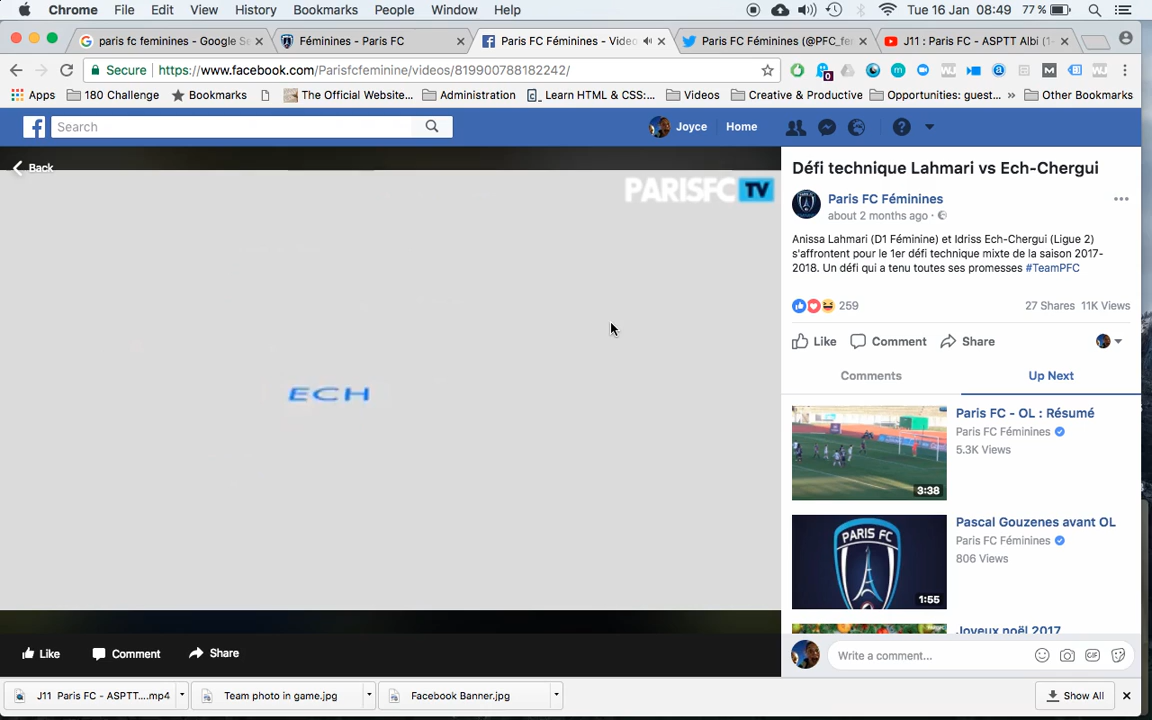 Chrome File Edit View History Bookmarks People Window Help Tue 16 Jan 08:49 77 %
paris fc feminines - Google Se Féminines - Paris FC Paris FC Féminines - Video Paris FC Féminines (@PFC_fe J11 : Paris FC - ASPTT Albi (1-
Secure https://www.facebook.com/Parisfcfeminine/videos/819900788182242/
Apps 180 Challenge Bookmarks The Official Website... Administration Learn HTML & CSS:... Videos Creative & Productive Opportunities: guest... » Other Bookmarks
Search Joyce Home
Back
PARISFC TV
ECH
Like Comment Share
Défi technique Lahmari vs Ech-Chergui
Paris FC Féminines
about 2 months ago ·
Anissa Lahmari (D1 Féminine) et Idriss Ech-Chergui (Ligue 2)
s'affrontent pour le 1er défi technique mixte de la saison 2017-
2018. Un défi qui a tenu toutes ses promesses #TeamPFC
259 27 Shares 11K Views
Like Comment Share
Comments Up Next
Paris FC - OL : Résumé
Paris FC Féminines
5.3K Views
3:38
Pascal Gouzenes avant OL
Paris FC Féminines
806 Views
PARIS FC
1:55
Joyeux noël 2017
Write a comment...
GIF
J11 Paris FC - ASPTT....mp4 Team photo in game.jpg Facebook Banner.jpg Show All